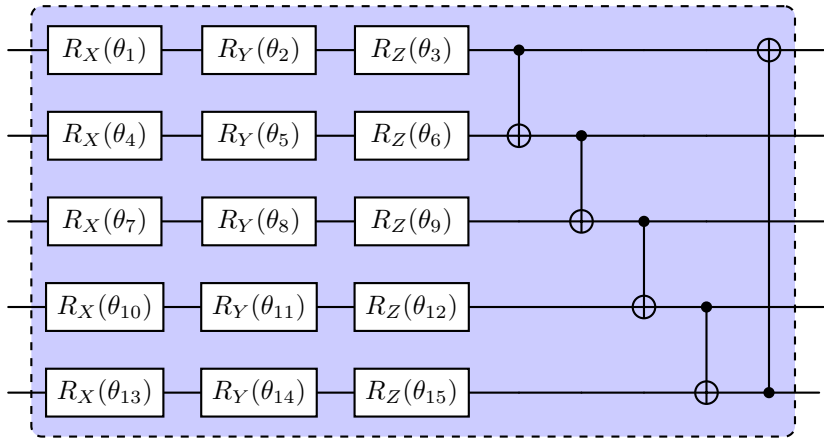 R_X(θ_1) R_Y(θ_2) R_Z(θ_3)
R_X(θ_4) R_Y(θ_5) R_Z(θ_6)
R_X(θ_7) R_Y(θ_8) R_Z(θ_9)
R_X(θ_10) R_Y(θ_11) R_Z(θ_12)
R_X(θ_13) R_Y(θ_14) R_Z(θ_15)